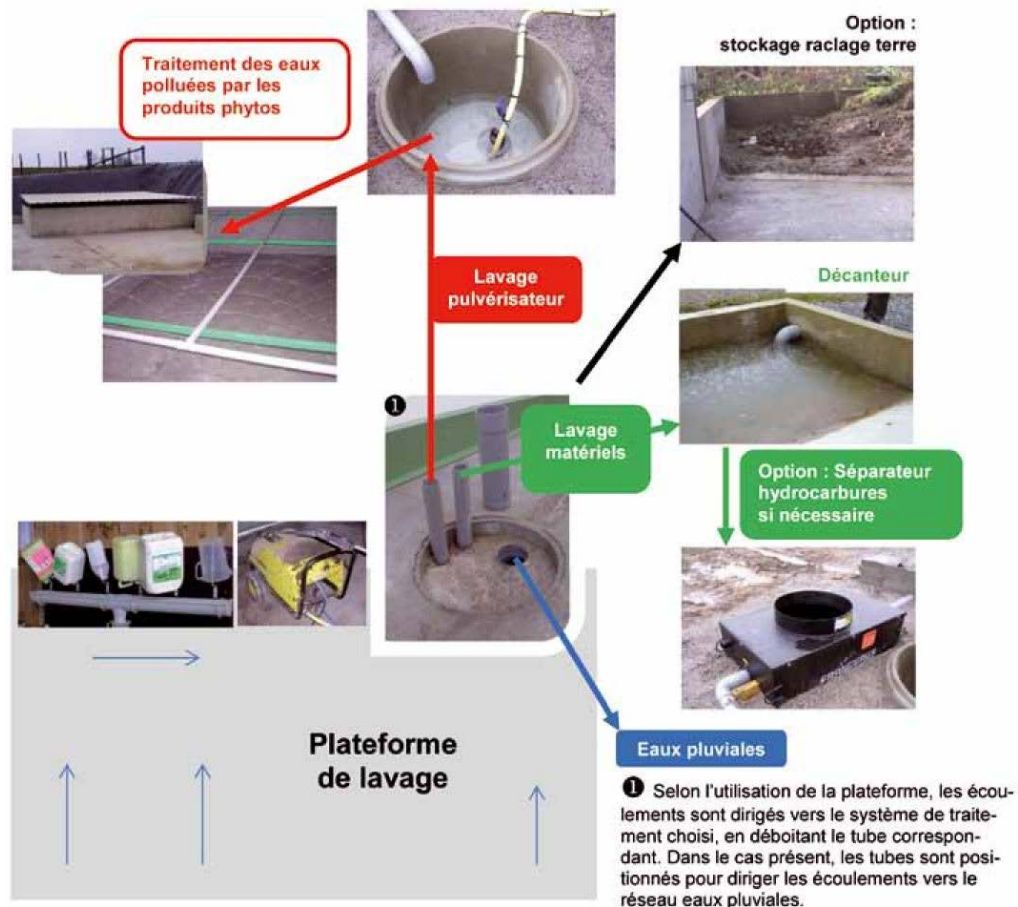 Option :
stockage raclage terre
Traitement des eaux
polluées par les
produits phytos
Lavage
pulvérisateur
Décanteur
❶
Lavage
matériels
Option : Séparateur
hydrocarbures
si nécessaire
Plateforme
de lavage
Eaux pluviales
❶ Selon l'utilisation de la plateforme, les écou-
lements sont dirigés vers le système de traite-
ment choisi, en déboitant le tube correspon-
dant. Dans le cas présent, les tubes sont posi-
tionnés pour diriger les écoulements vers le
réseau eaux pluviales.